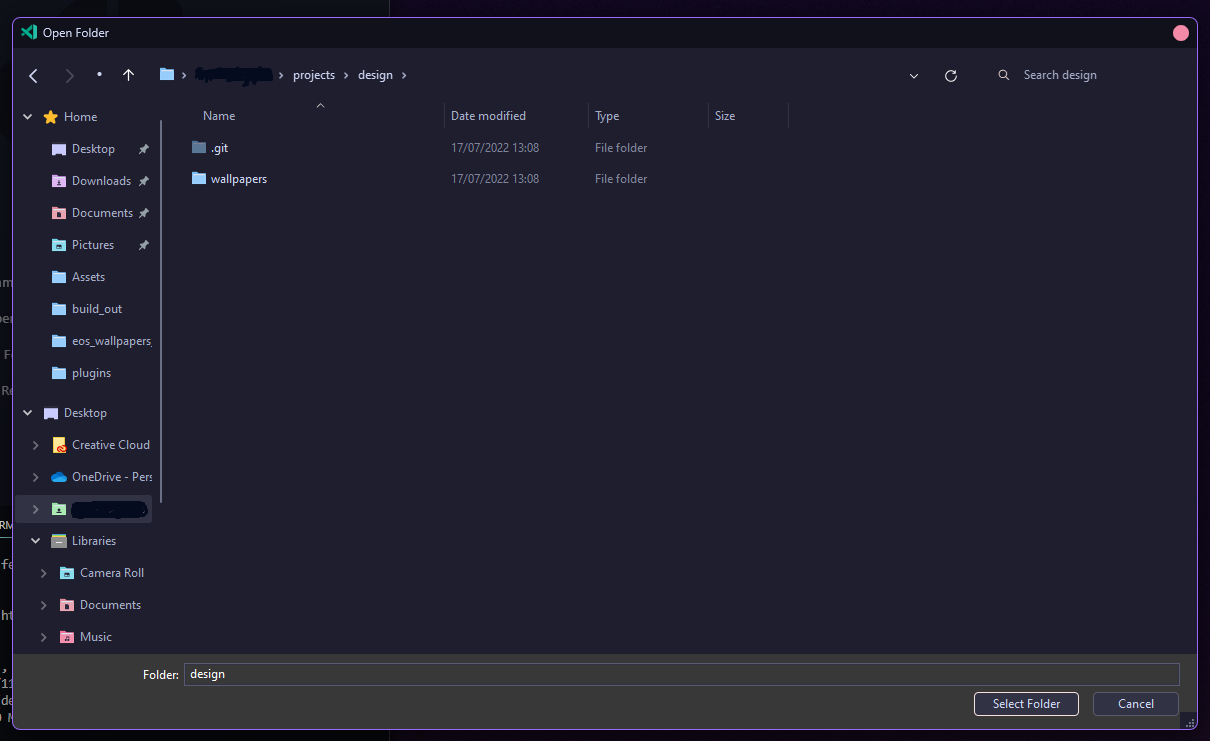 Open Folder
projects
design
Search design
Name
Date modified
Type
Size
.git
17/07/2022 13:08
File folder
wallpapers
17/07/2022 13:08
File folder
Home
Desktop
Downloads
Documents
Pictures
Assets
build_out
eos_wallpapers
plugins
Desktop
Creative Cloud
OneDrive - Pers
Libraries
Camera Roll
Documents
Music
Folder:
design
Select Folder
Cancel